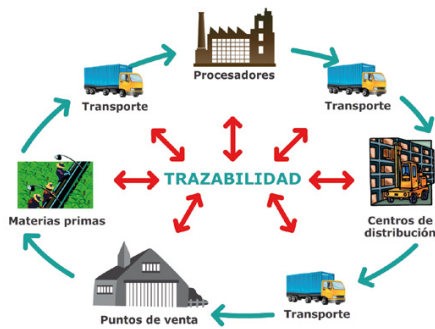 Procesadores
Transporte
Transporte
TRAZABILIDAD
Materias primas
Centros de
distribución
Transporte
Puntos de venta